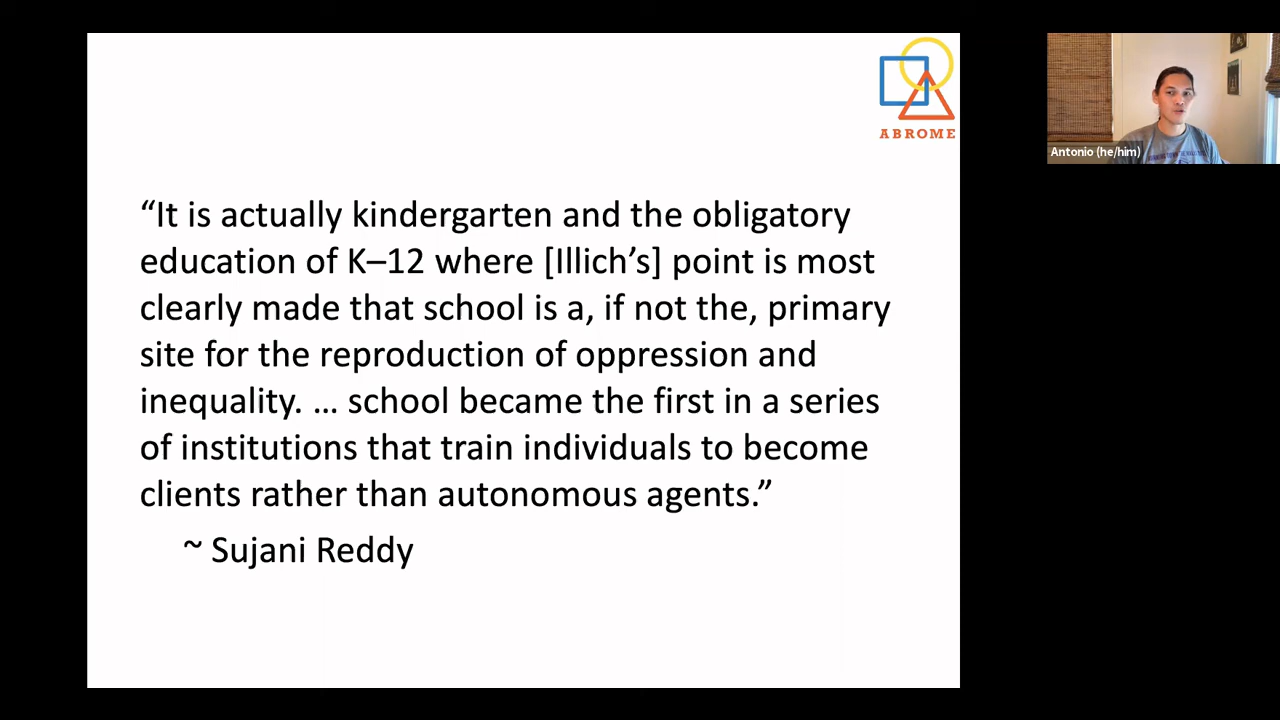 ABROME
“It is actually kindergarten and the obligatory
education of K–12 where [Illich’s] point is most
clearly made that school is a, if not the, primary
site for the reproduction of oppression and
inequality. … school became the first in a series
of institutions that train individuals to become
clients rather than autonomous agents.”
~ Sujani Reddy
Antonio (he/him)